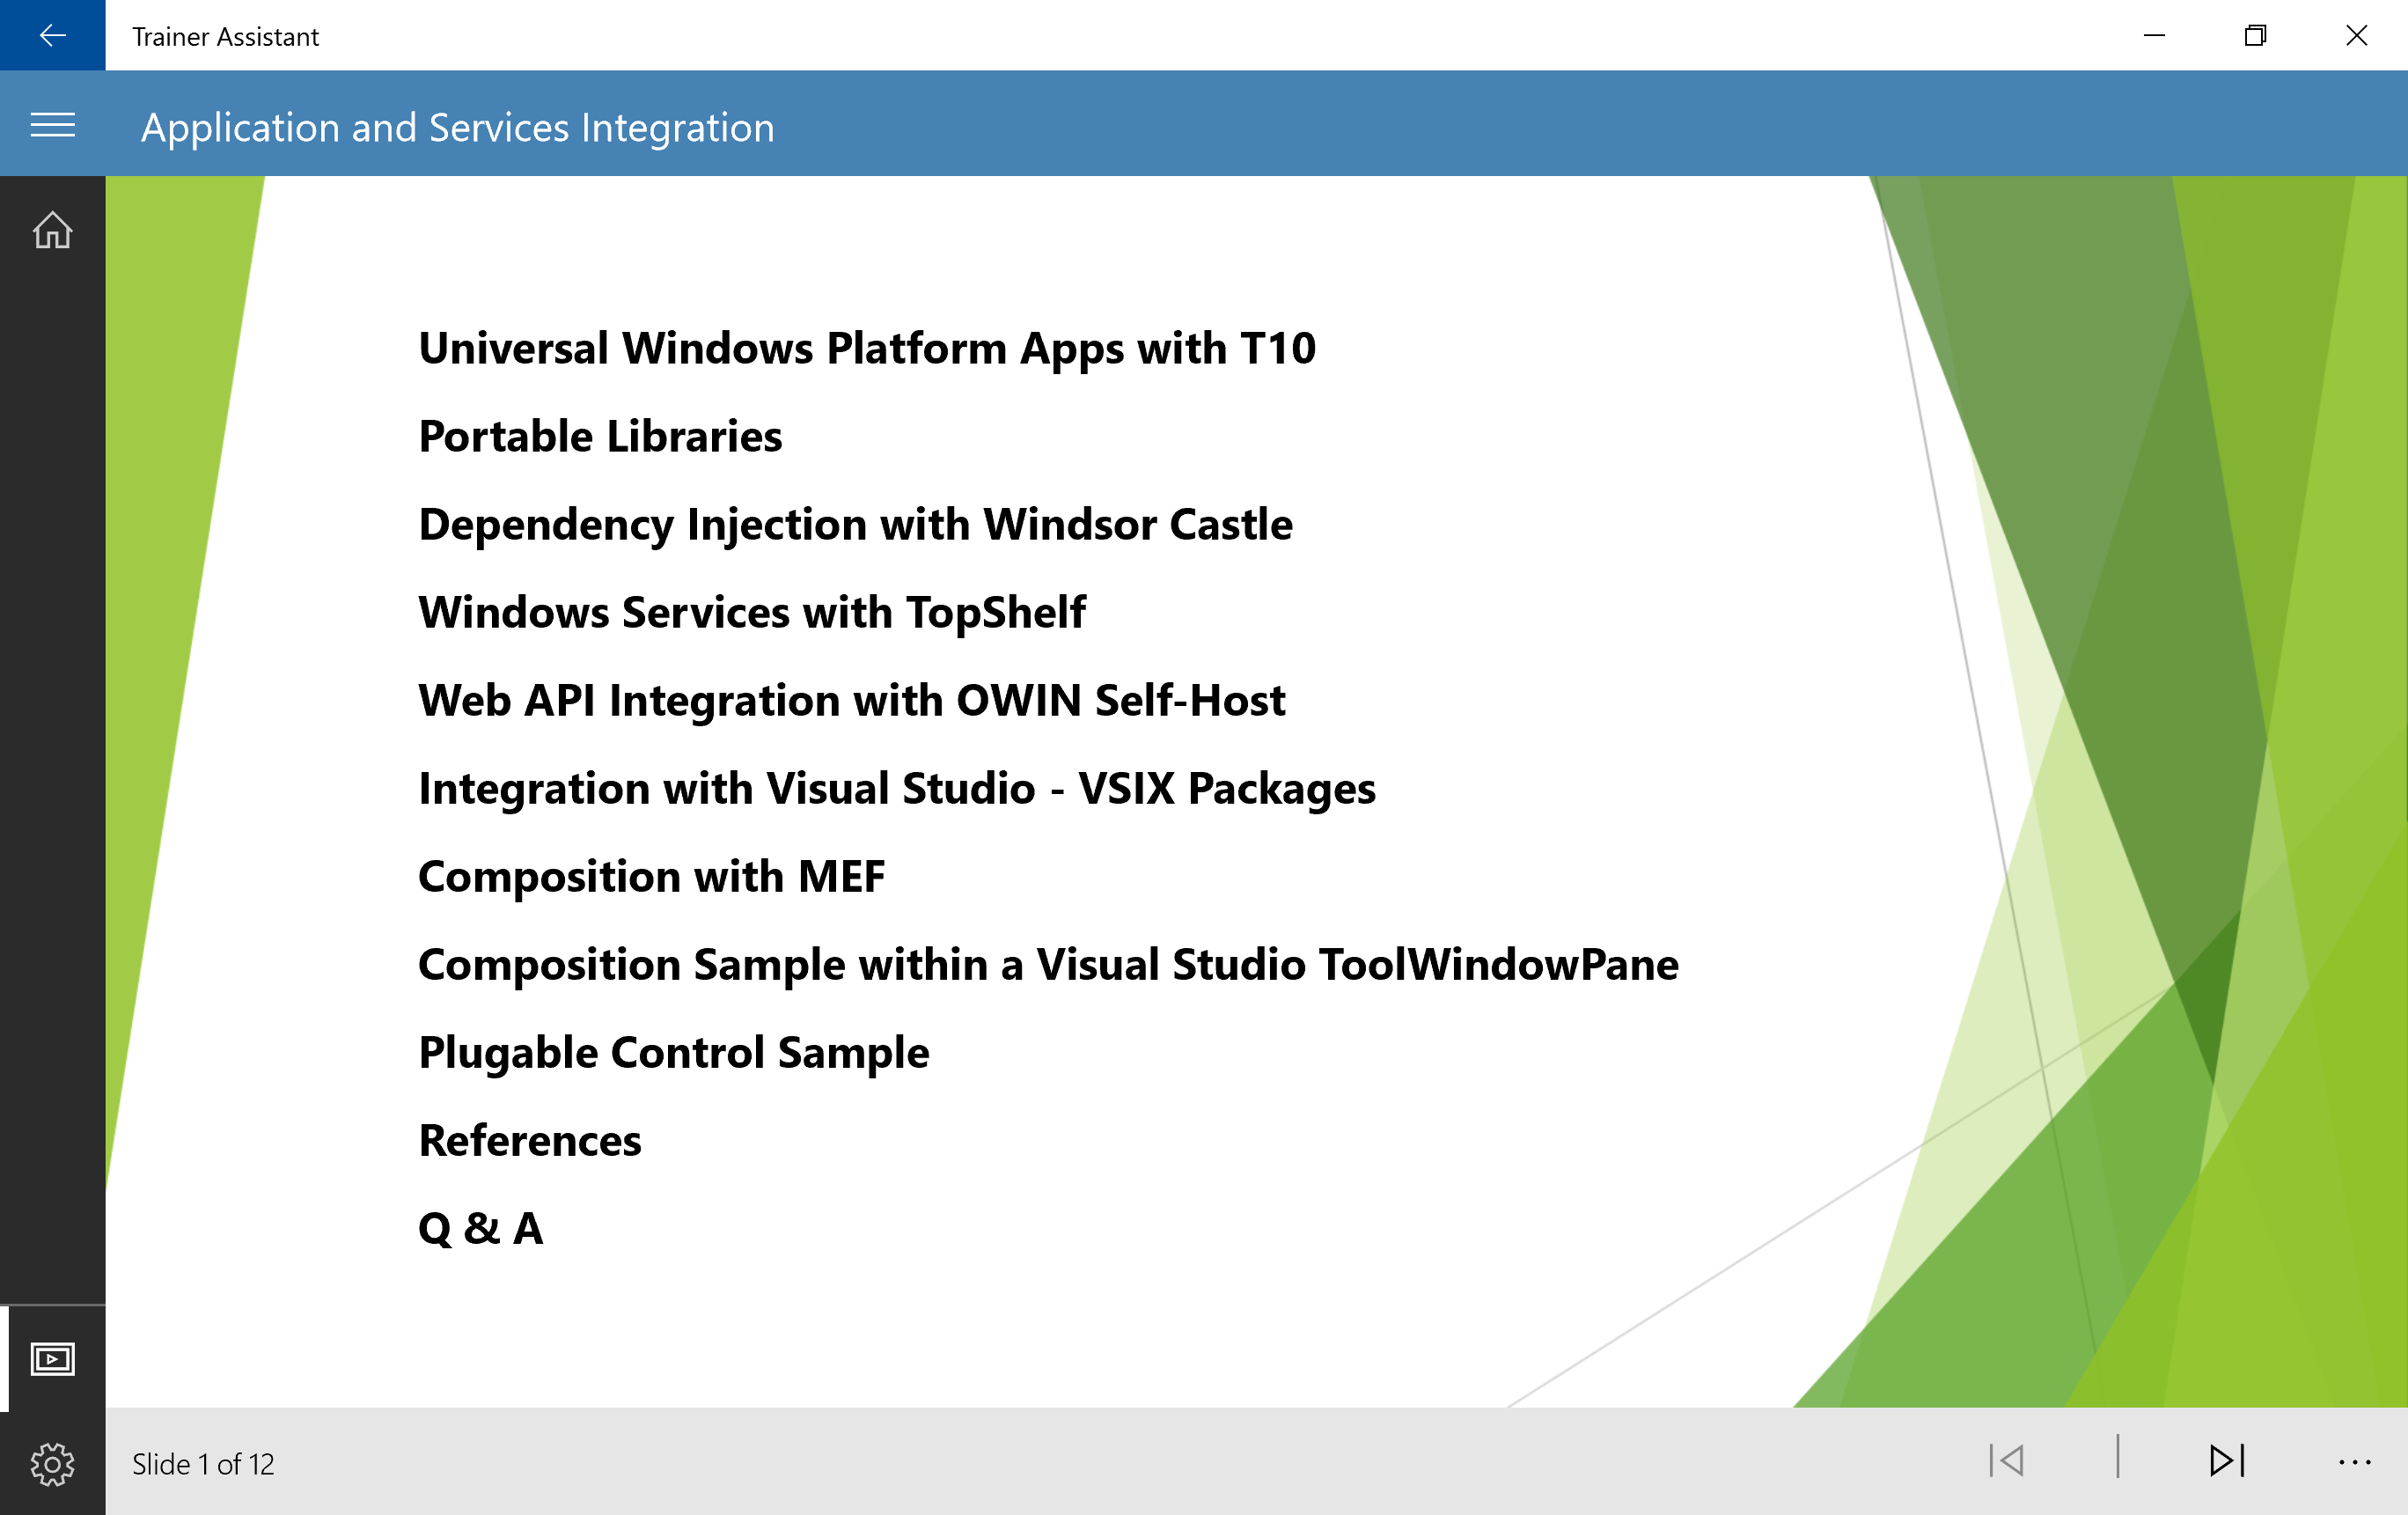 Trainer Assistant
Application and Services Integration
Universal Windows Platform Apps with T10
Portable Libraries
Dependency Injection with Windsor Castle
Windows Services with TopShelf
Web API Integration with OWIN Self-Host
Integration with Visual Studio - VSIX Packages
Composition with MEF
Composition Sample within a Visual Studio ToolWindowPane
Plugable Control Sample
References
Q & A
Slide 1 of 12